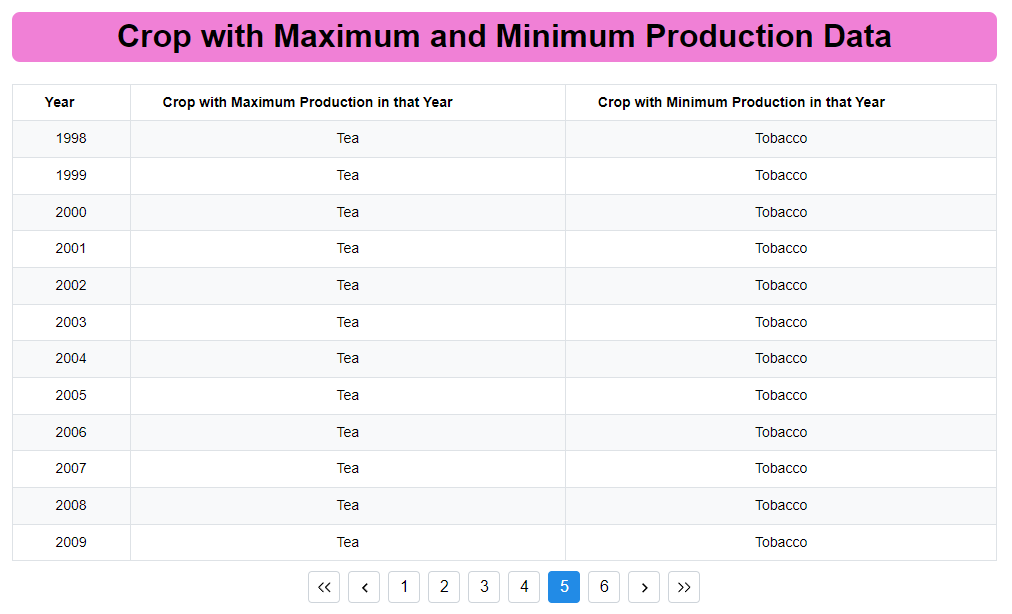 Crop with Maximum and Minimum Production Data
Year Crop with Maximum Production in that Year Crop with Minimum Production in that Year
1998 Tea Tobacco
1999 Tea Tobacco
2000 Tea Tobacco
2001 Tea Tobacco
2002 Tea Tobacco
2003 Tea Tobacco
2004 Tea Tobacco
2005 Tea Tobacco
2006 Tea Tobacco
2007 Tea Tobacco
2008 Tea Tobacco
2009 Tea Tobacco
1 2 3 4 5 6